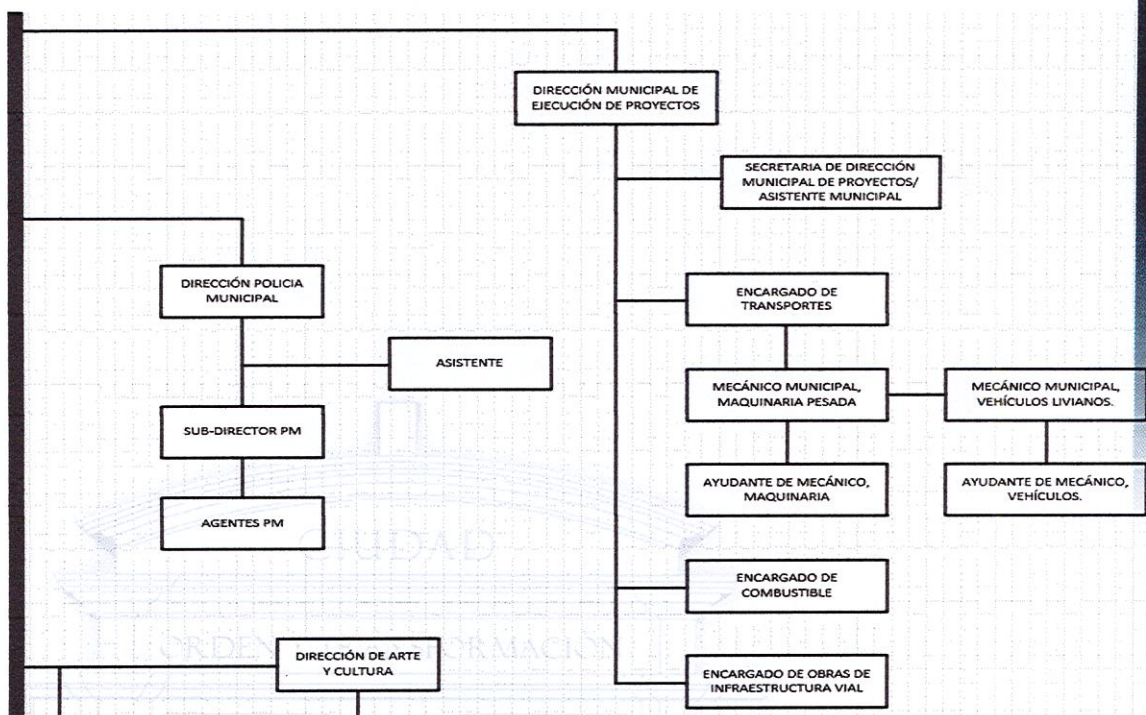 DIRECCIÓN MUNICIPAL DE
EJECUCIÓN DE PROYECTOS
SECRETARIA DE DIRECCIÓN
MUNICIPAL DE PROYECTOS/
ASISTENTE MUNICIPAL
DIRECCIÓN POLICIA
MUNICIPAL
ENCARGADO DE
TRANSPORTES
ASISTENTE
MECÁNICO MUNICIPAL,
MAQUINARIA PESADA
MECÁNICO MUNICIPAL,
VEHÍCULOS LIVIANOS.
SUB-DIRECTOR PM
AYUDANTE DE MECÁNICO,
MAQUINARIA
AYUDANTE DE MECÁNICO,
VEHÍCULOS.
AGENTES PM
CIUDAD
ENCARGADO DE
COMBUSTIBLE
ORDEN
DIRECCIÓN DE ARTE
Y CULTURA
ENCARGADO DE OBRAS DE
INFRAESTRUCTURA VIAL